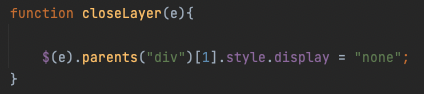 function closeLayer(e){
$(e).parents("div")[1].style.display = "none";
}